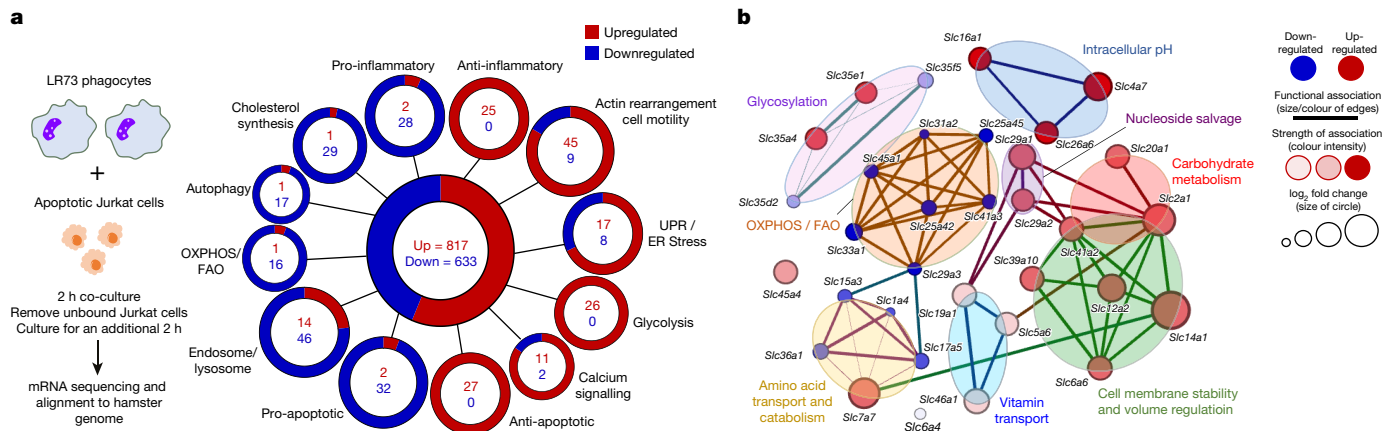 a
Upregulated
Downregulated
LR73 phagocytes
+
Apoptotic Jurkat cells
2 h co-culture
Remove unbound Jurkat cells
Culture for an additional 2 h
mRNA sequencing and
alignment to hamster
genome
Up = 817
Down = 633
Pro-inflammatory
2
28
Anti-inflammatory
25
0
Actin rearrangement
cell motility
45
9
UPR /
ER Stress
17
8
Glycolysis
26
0
Calcium
signalling
11
2
Anti-apoptotic
27
0
Pro-apoptotic
2
32
Endosome/
lysosome
14
46
OXPHOS/
FAO
1
16
Autophagy
1
17
Cholesterol
synthesis
1
29
b
Slc16a1
Intracellular pH
Slc4a7
Slc26a6
Slc35e1
Slc35f5
Glycosylation
Slc35a4
Slc35d2
Slc31a2
Slc25a45
Slc45a1
OXPHOS / FAO
Slc25a42
Slc41a3
Slc33a1
Slc29a3
Slc29a1
Nucleoside salvage
Slc29a2
Slc20a1
Carbohydrate
metabolism
Slc2a1
Slc41a2
Slc39a10
Slc12a2
Slc14a1
Slc6a6
Cell membrane stability
and volume regulatioin
Slc45a4
Slc15a3
Slc1a4
Slc36a1
Slc17a5
Slc7a7
Amino acid
transport and
catabolism
Slc19a1
Slc5a6
Slc46a1
Vitamin
transport
Slc6a4
Down-
regulated
Up-
regulated
Functional association
(size/colour of edges)
Strength of association
(colour intensity)
log2 fold change
(size of circle)